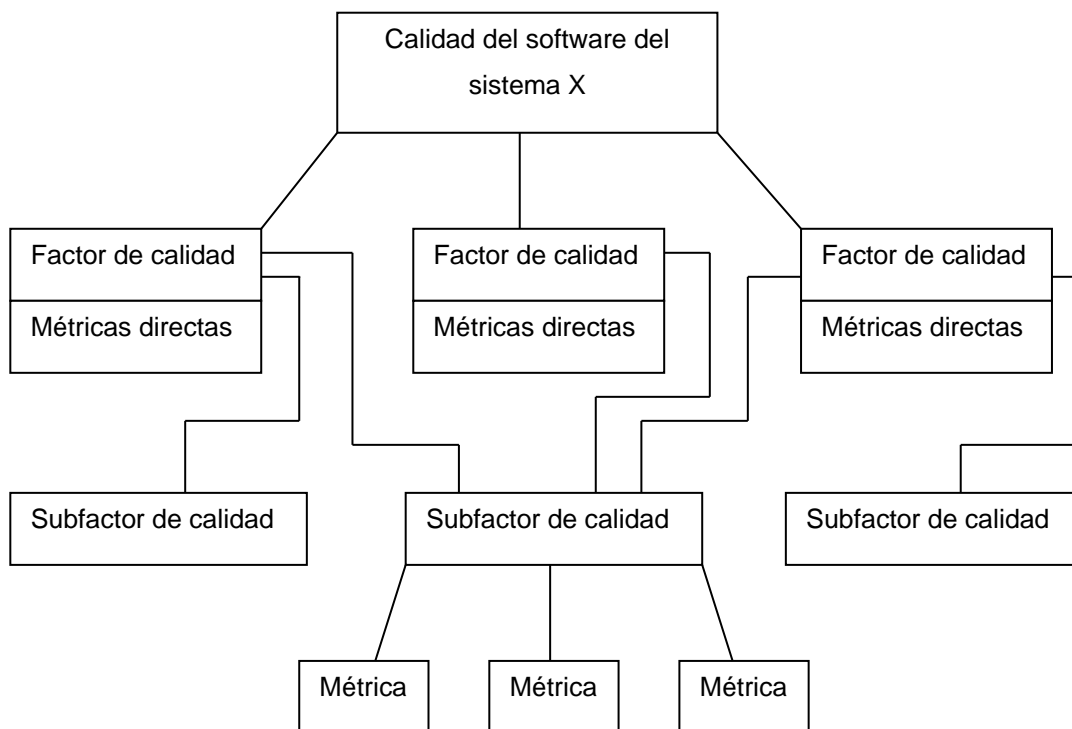 Calidad del software del
sistema X
Factor de calidad
Factor de calidad
Factor de calidad
Métricas directas
Métricas directas
Métricas directas
Subfactor de calidad
Subfactor de calidad
Subfactor de calidad
Métrica
Métrica
Métrica